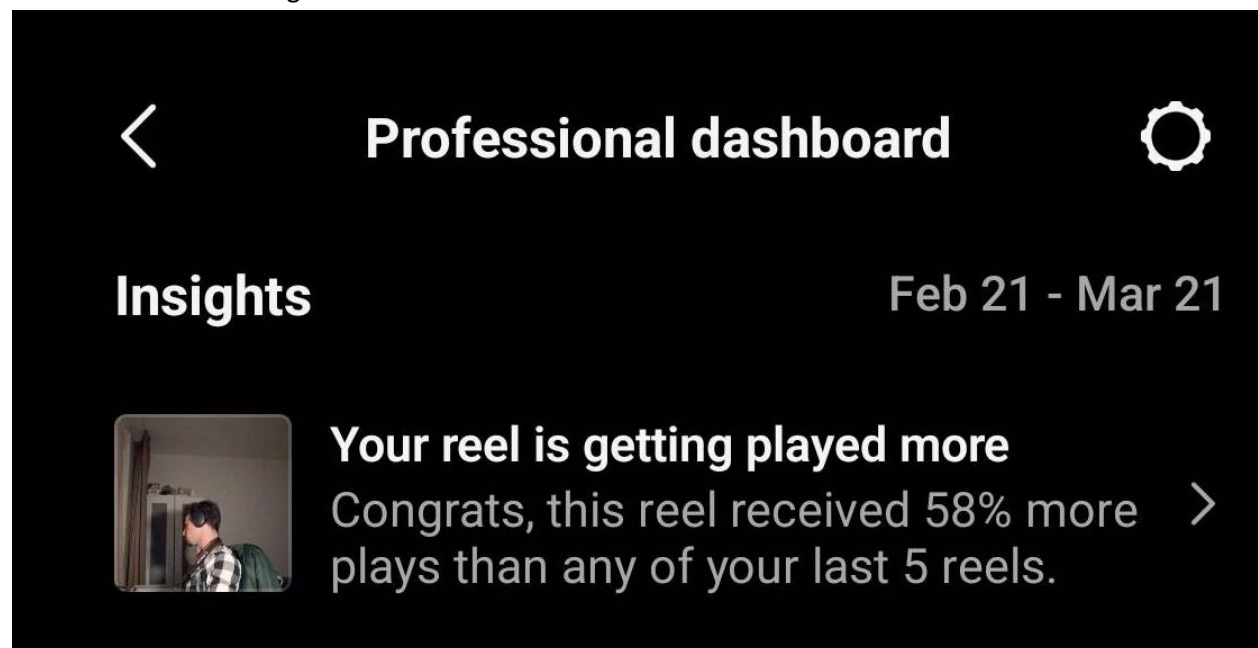 Professional dashboard
Insights
Feb 21 - Mar 21
Your reel is getting played more
Congrats, this reel received 58% more
plays than any of your last 5 reels.